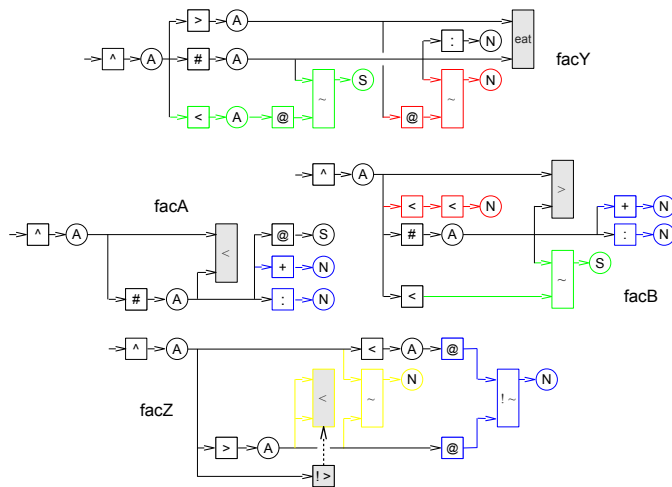 > A
eat
: N
^ A # A
facY
~ S
~ N
< A @
@
^ A
>
facA
< < N
+ N
^ A
@ S
# A
: N
<
+ N
~ S
# A
: N
<
facB
^ A
< A @
<
~
N
! ~
N
facZ
> A
@
! >